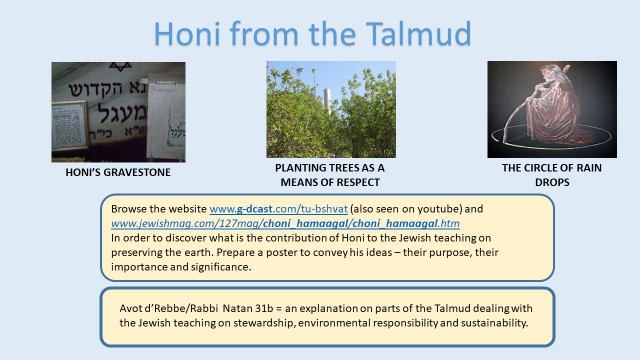 Honi from the Talmud
נא הקדוש
מעגל
HONI'S GRAVESTONE
PLANTING TREES AS A
MEANS OF RESPECT
THE CIRCLE OF RAIN
DROPS
Browse the website www.g-dcast.com/tu-bshvat (also seen on youtube) and
www.jewishmag.com/127mag/choni_hamaagal/choni_hamaagal.htm
In order to discover what is the contribution of Honi to the Jewish teaching on
preserving the earth. Prepare a poster to convey his ideas – their purpose, their
importance and significance.
Avot d'Rebbe/Rabbi Natan 31b = an explanation on parts of the Talmud dealing with
the Jewish teaching on stewardship, environmental responsibility and sustainability.